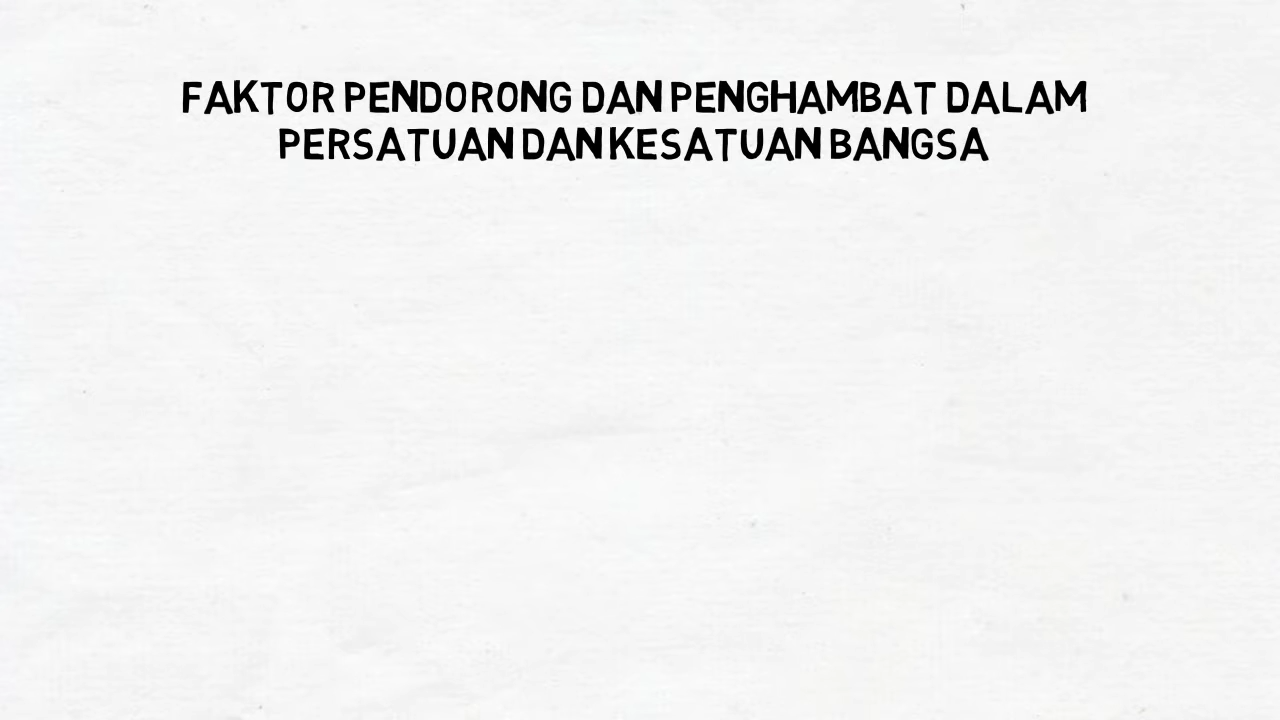 FAKTOR PENDORONG DAN PENGHAMBAT DALAM
PERSATUAN DAN KESATUAN BANGSA